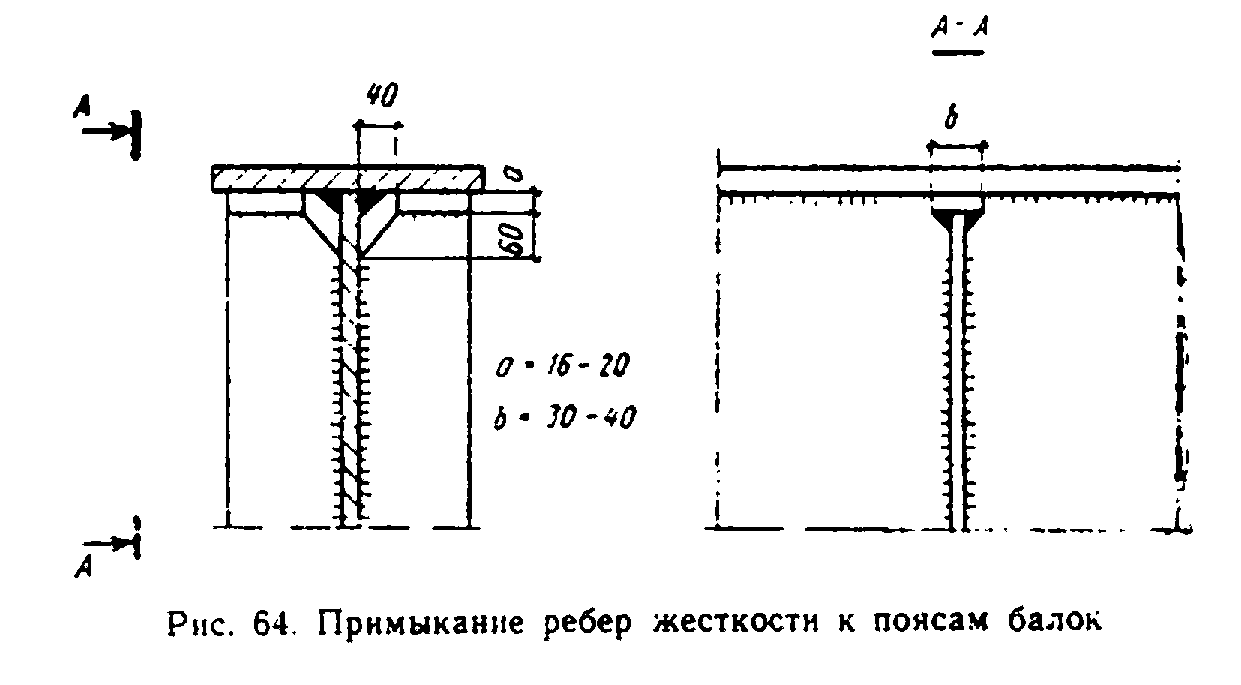 А - А
А
40
б
а
60
а = 16 - 20
б = 30 - 40
А
Рис. 64. Примыкание ребер жесткости к поясам балок